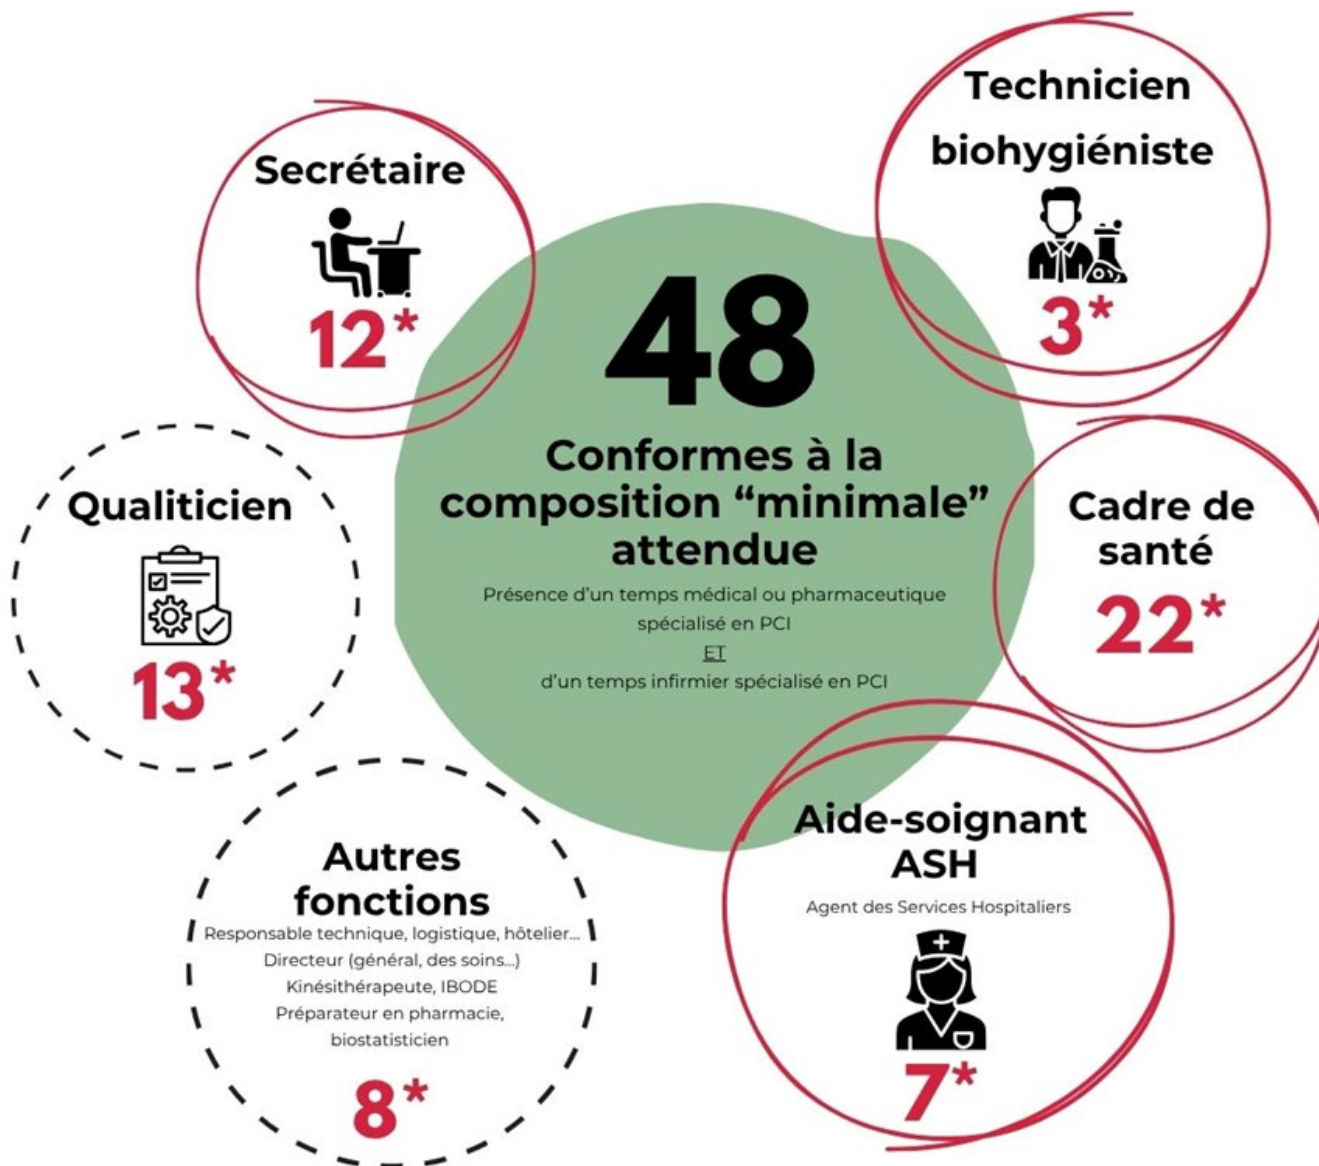 Technicien
biohygiéniste
3*
Secrétaire
12*
48
Conformes à la
composition “minimale”
attendue
Présence d'un temps médical ou pharmaceutique
spécialisé en PCI
ET
d'un temps infirmier spécialisé en PCI
Qualiticien
13*
Cadre de
santé
22*
Autres
fonctions
Responsable technique, logistique, hôtelier...
Directeur (général, des soins...)
Kinésithérapeute, IBODE
Préparateur en pharmacie,
biostatisticien
8*
Aide-soignant
ASH
Agent des Services Hospitaliers
7*